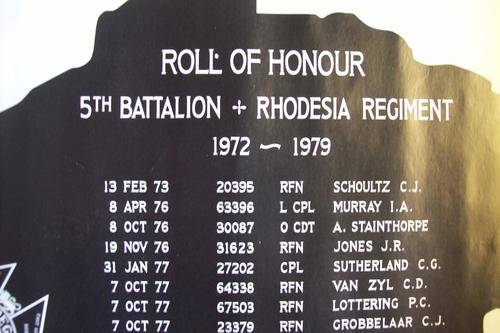 ROLL OF HONOUR
5TH BATTALION + RHODESIA REGIMENT
1972 ~ 1979
13 FEB 73 20395 RFN SCHOULTZ C.J.
8 APR 76 63396 L CPL MURRAY I.A.
8 OCT 76 30087 O CDT A. STAINTHORPE
19 NOV 76 31623 RFN JONES J.R.
31 JAN 77 27202 CPL SUTHERLAND C.G.
7 OCT 77 64338 RFN VAN ZYL C.D.
7 OCT 77 67503 RFN LOTTERING P.C.
7 OCT 77 23379 RFN GROBBELAAR C.J.